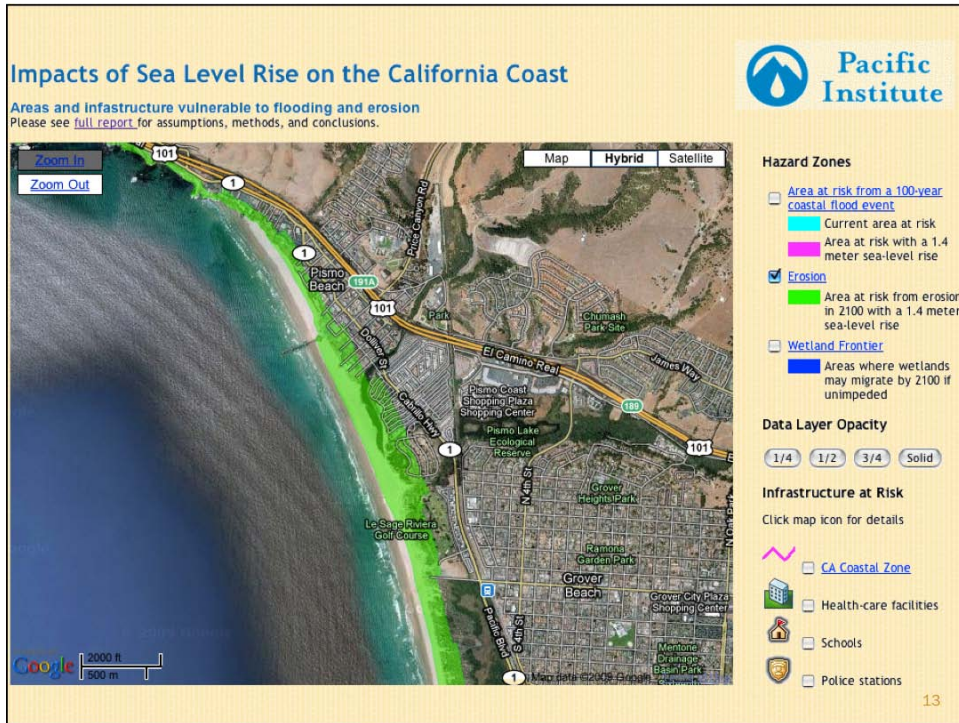 Impacts of Sea Level Rise on the California Coast
Pacific
Institute
Areas and infastructure vulnerable to flooding and erosion
Please see full report for assumptions, methods, and conclusions.
Zoom In
Zoom Out
Map
Hybrid
Satellite
101
1
Price Canyon Rd
1
Pismo
Beach
191A
101
Park
Chumash
Park Site
Dolliver St
El Camino Real
James Way
Cabrillo Hwy
Pismo Coast
Shopping Plaza
Shopping Center
189
Pismo Lake
Ecological
Reserve
1
101
N 4th St
Grover
Heights Park
N Oak Park
Le Sage Riviera
Golf Course
Ramona
Garden Park
Grover
Beach
Grover City Plaza
Shopping Center
Pacific Blvd
S 4th St
Mentone
Drainage
Basin Park
1
Google
2000 ft
500 m
Map data ©2009 Google
Hazard Zones
Area at risk from a 100-year
coastal flood event
Current area at risk
Area at risk with a 1.4
meter sea-level rise
Erosion
Area at risk from erosion
in 2100 with a 1.4 meter
sea-level rise
Wetland Frontier
Areas where wetlands
may migrate by 2100 if
unimpeded
Data Layer Opacity
1/4
1/2
3/4
Solid
Infrastructure at Risk
Click map icon for details
CA Coastal Zone
Health-care facilities
Schools
Police stations
13